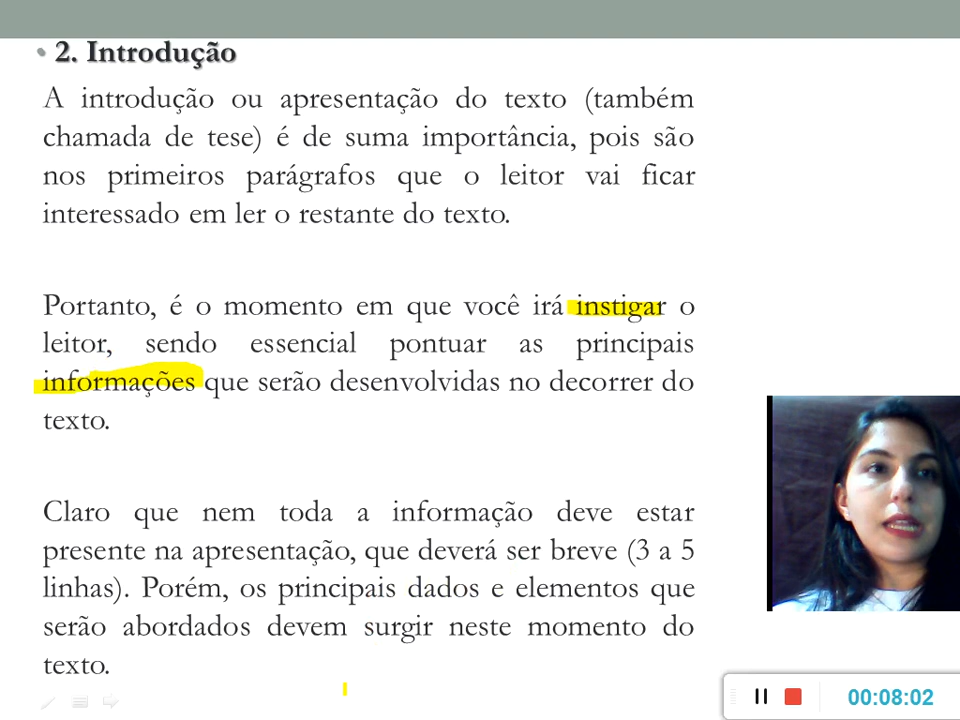 • 2. Introdução
A introdução ou apresentação do texto (também
chamada de tese) é de suma importância, pois são
nos primeiros parágrafos que o leitor vai ficar
interessado em ler o restante do texto.
Portanto, é o momento em que você irá instigar o
leitor, sendo essencial pontuar as principais
informações que serão desenvolvidas no decorrer do
texto.
Claro que nem toda a informação deve estar
presente na apresentação, que deverá ser breve (3 a 5
linhas). Porém, os principais dados e elementos que
serão abordados devem surgir neste momento do
texto.
00:08:02